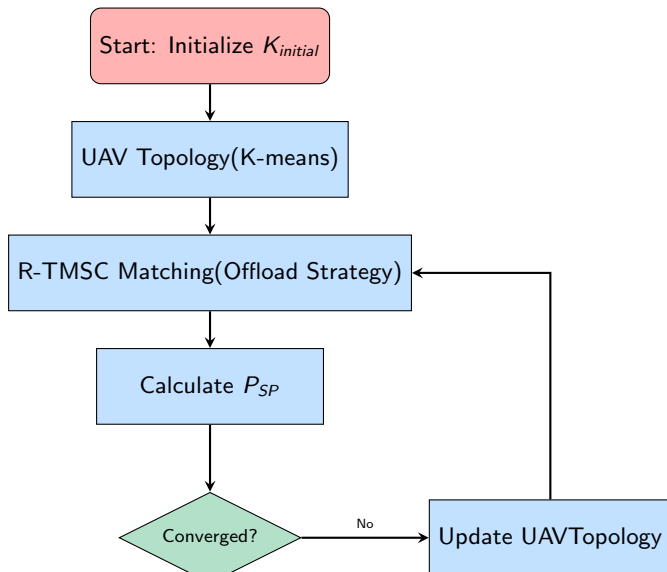 Start: Initialize K_initial
UAV Topology(K-means)
R-TMSC Matching(Offload Strategy)
Calculate P_SP
Converged?
No
Update UAVTopology